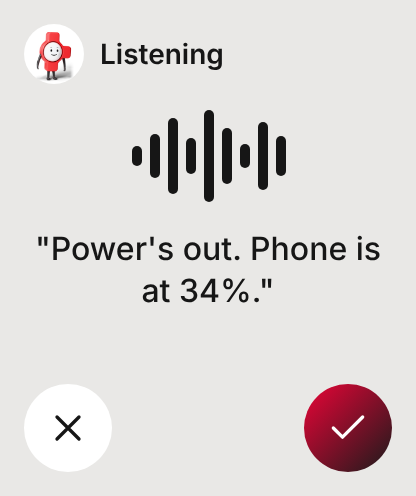 Listening
"Power's out. Phone is
at 34%."